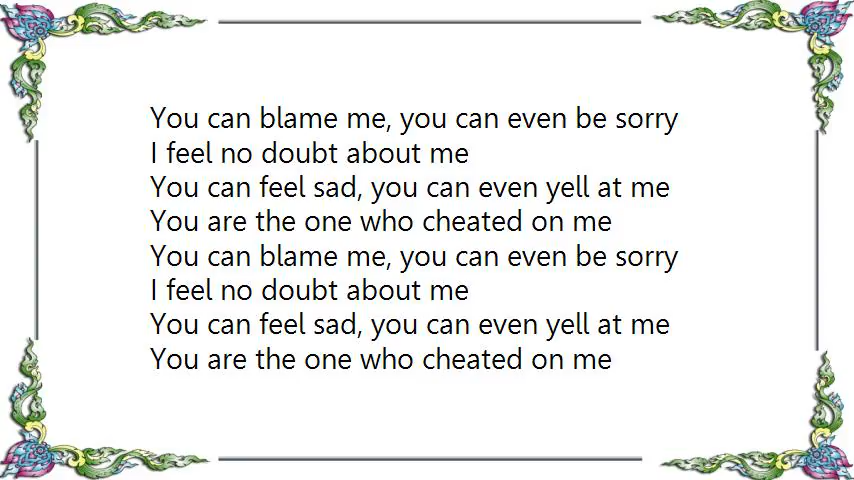 You can blame me, you can even be sorry
I feel no doubt about me
You can feel sad, you can even yell at me
You are the one who cheated on me
You can blame me, you can even be sorry
I feel no doubt about me
You can feel sad, you can even yell at me
You are the one who cheated on me